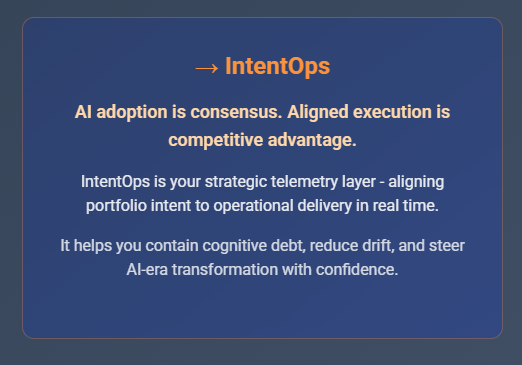 → IntentOps
AI adoption is consensus. Aligned execution is
competitive advantage.
IntentOps is your strategic telemetry layer - aligning
portfolio intent to operational delivery in real time.
It helps you contain cognitive debt, reduce drift, and steer
AI-era transformation with confidence.